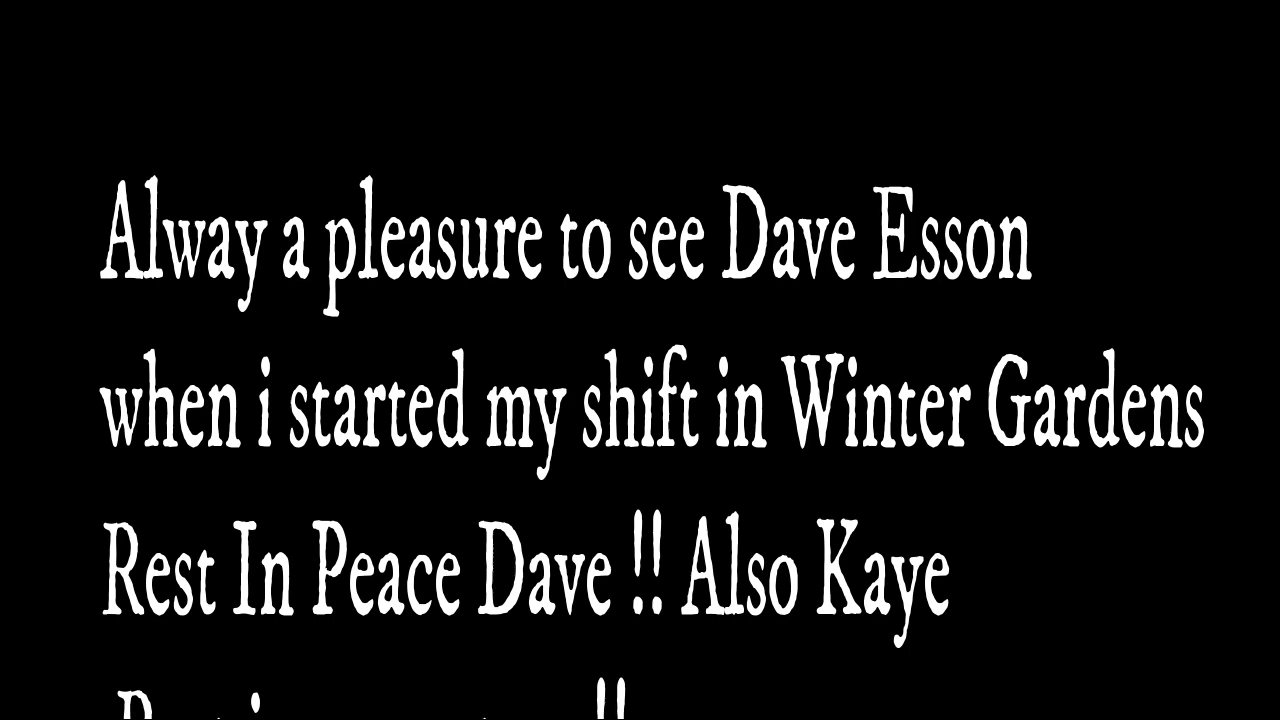 Alway a pleasure to see Dave Esson
when i started my shift in Winter Gardens
Rest In Peace Dave !! Also Kaye